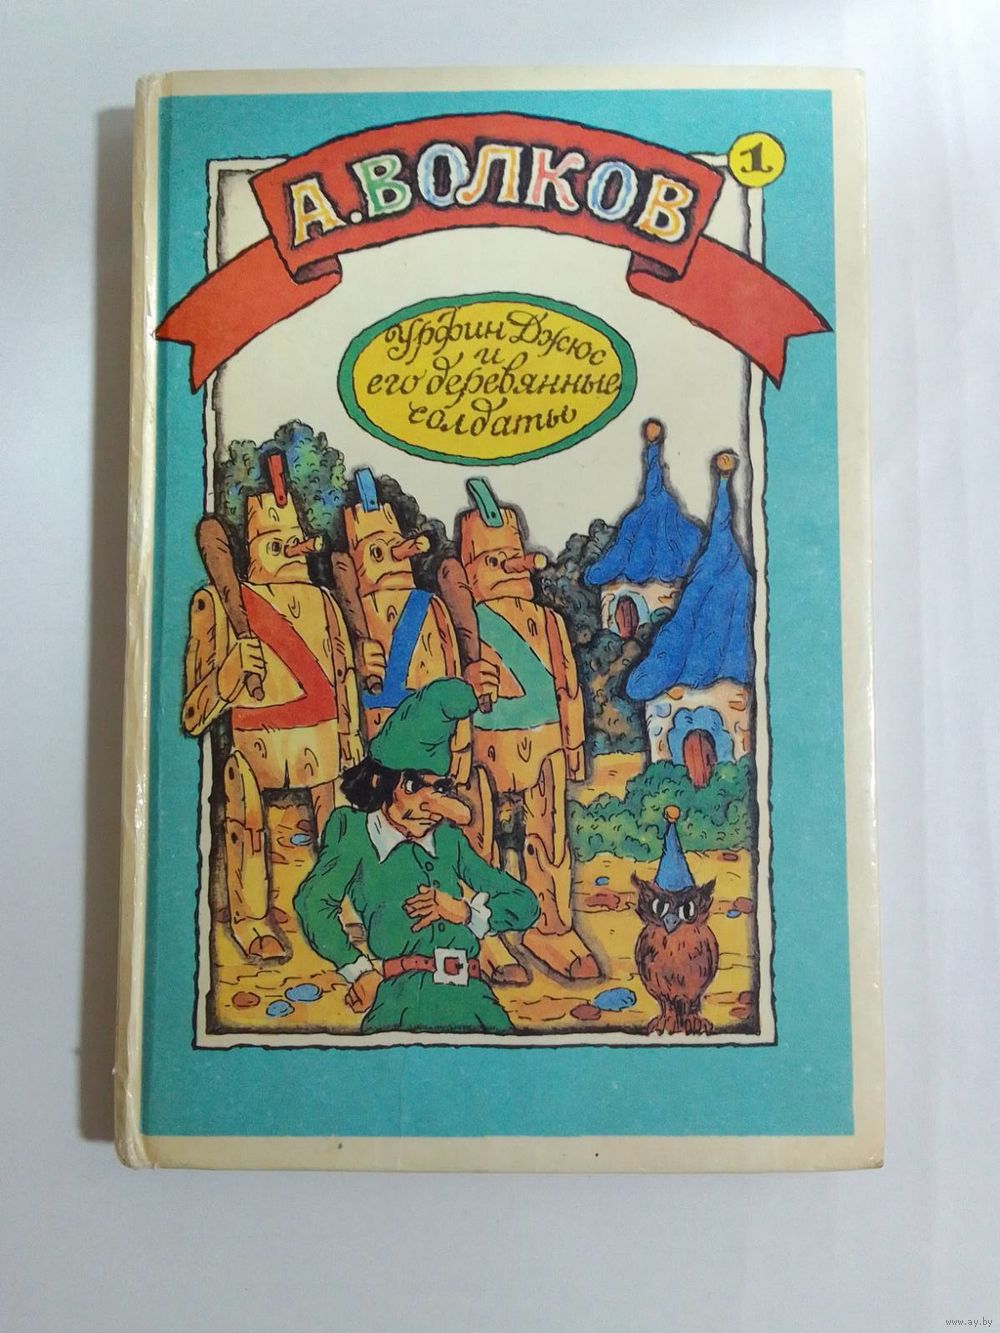 А. ВОЛКОВ
1
Урфин Джюс
и
его деревянные
солдаты
www.ay.by